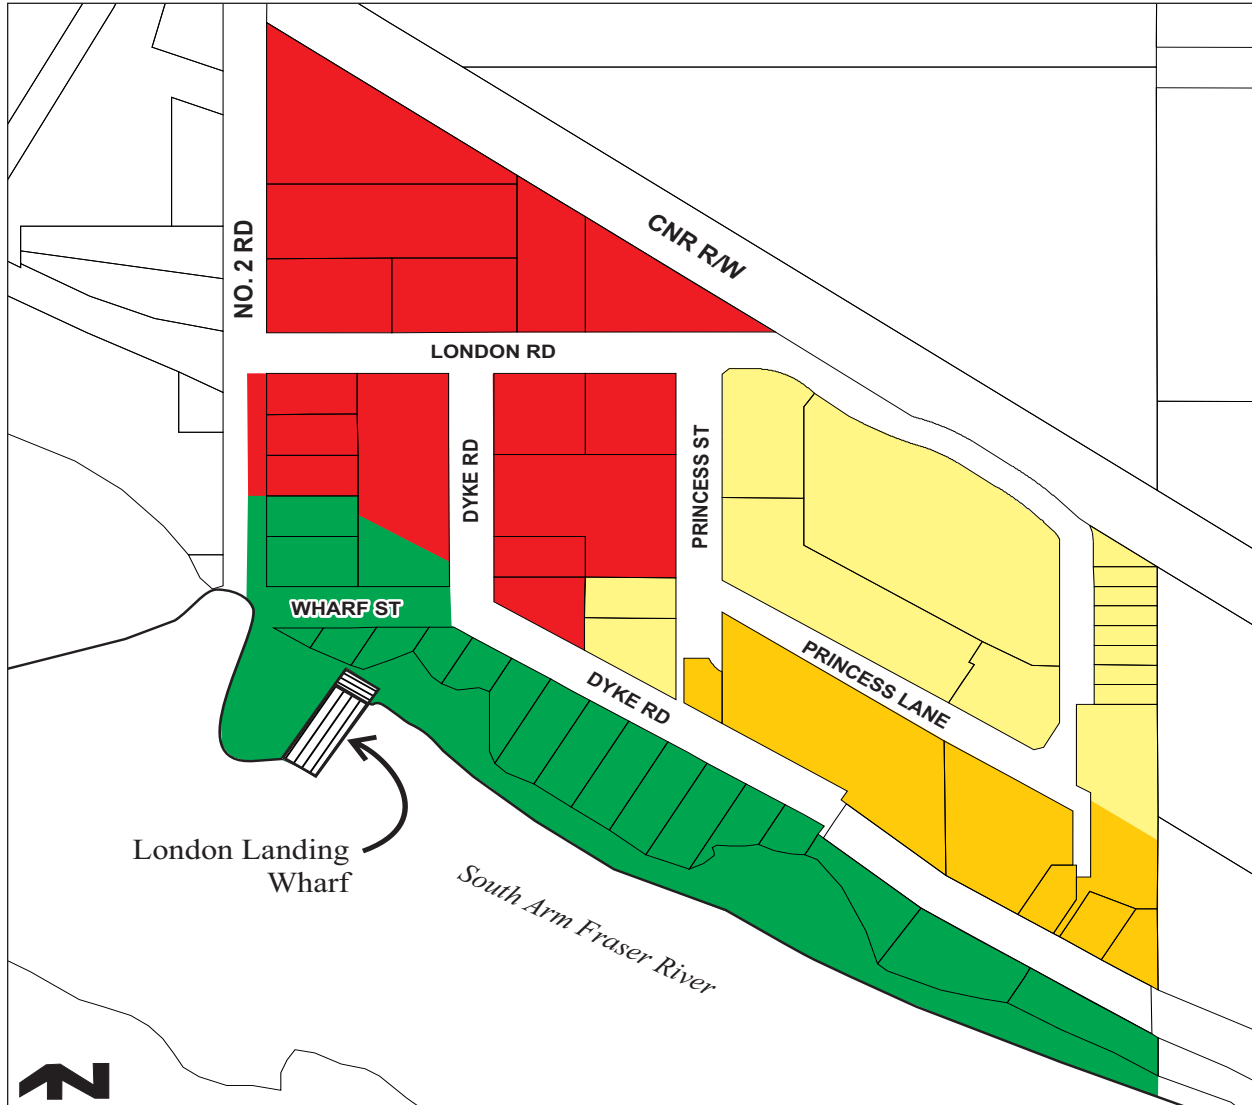 CNR R/W
NO. 2 RD
LONDON RD
DYKE RD
PRINCESS ST
WHARF ST
PRINCESS LANE
DYKE RD
London Landing
Wharf
South Arm Fraser River
N